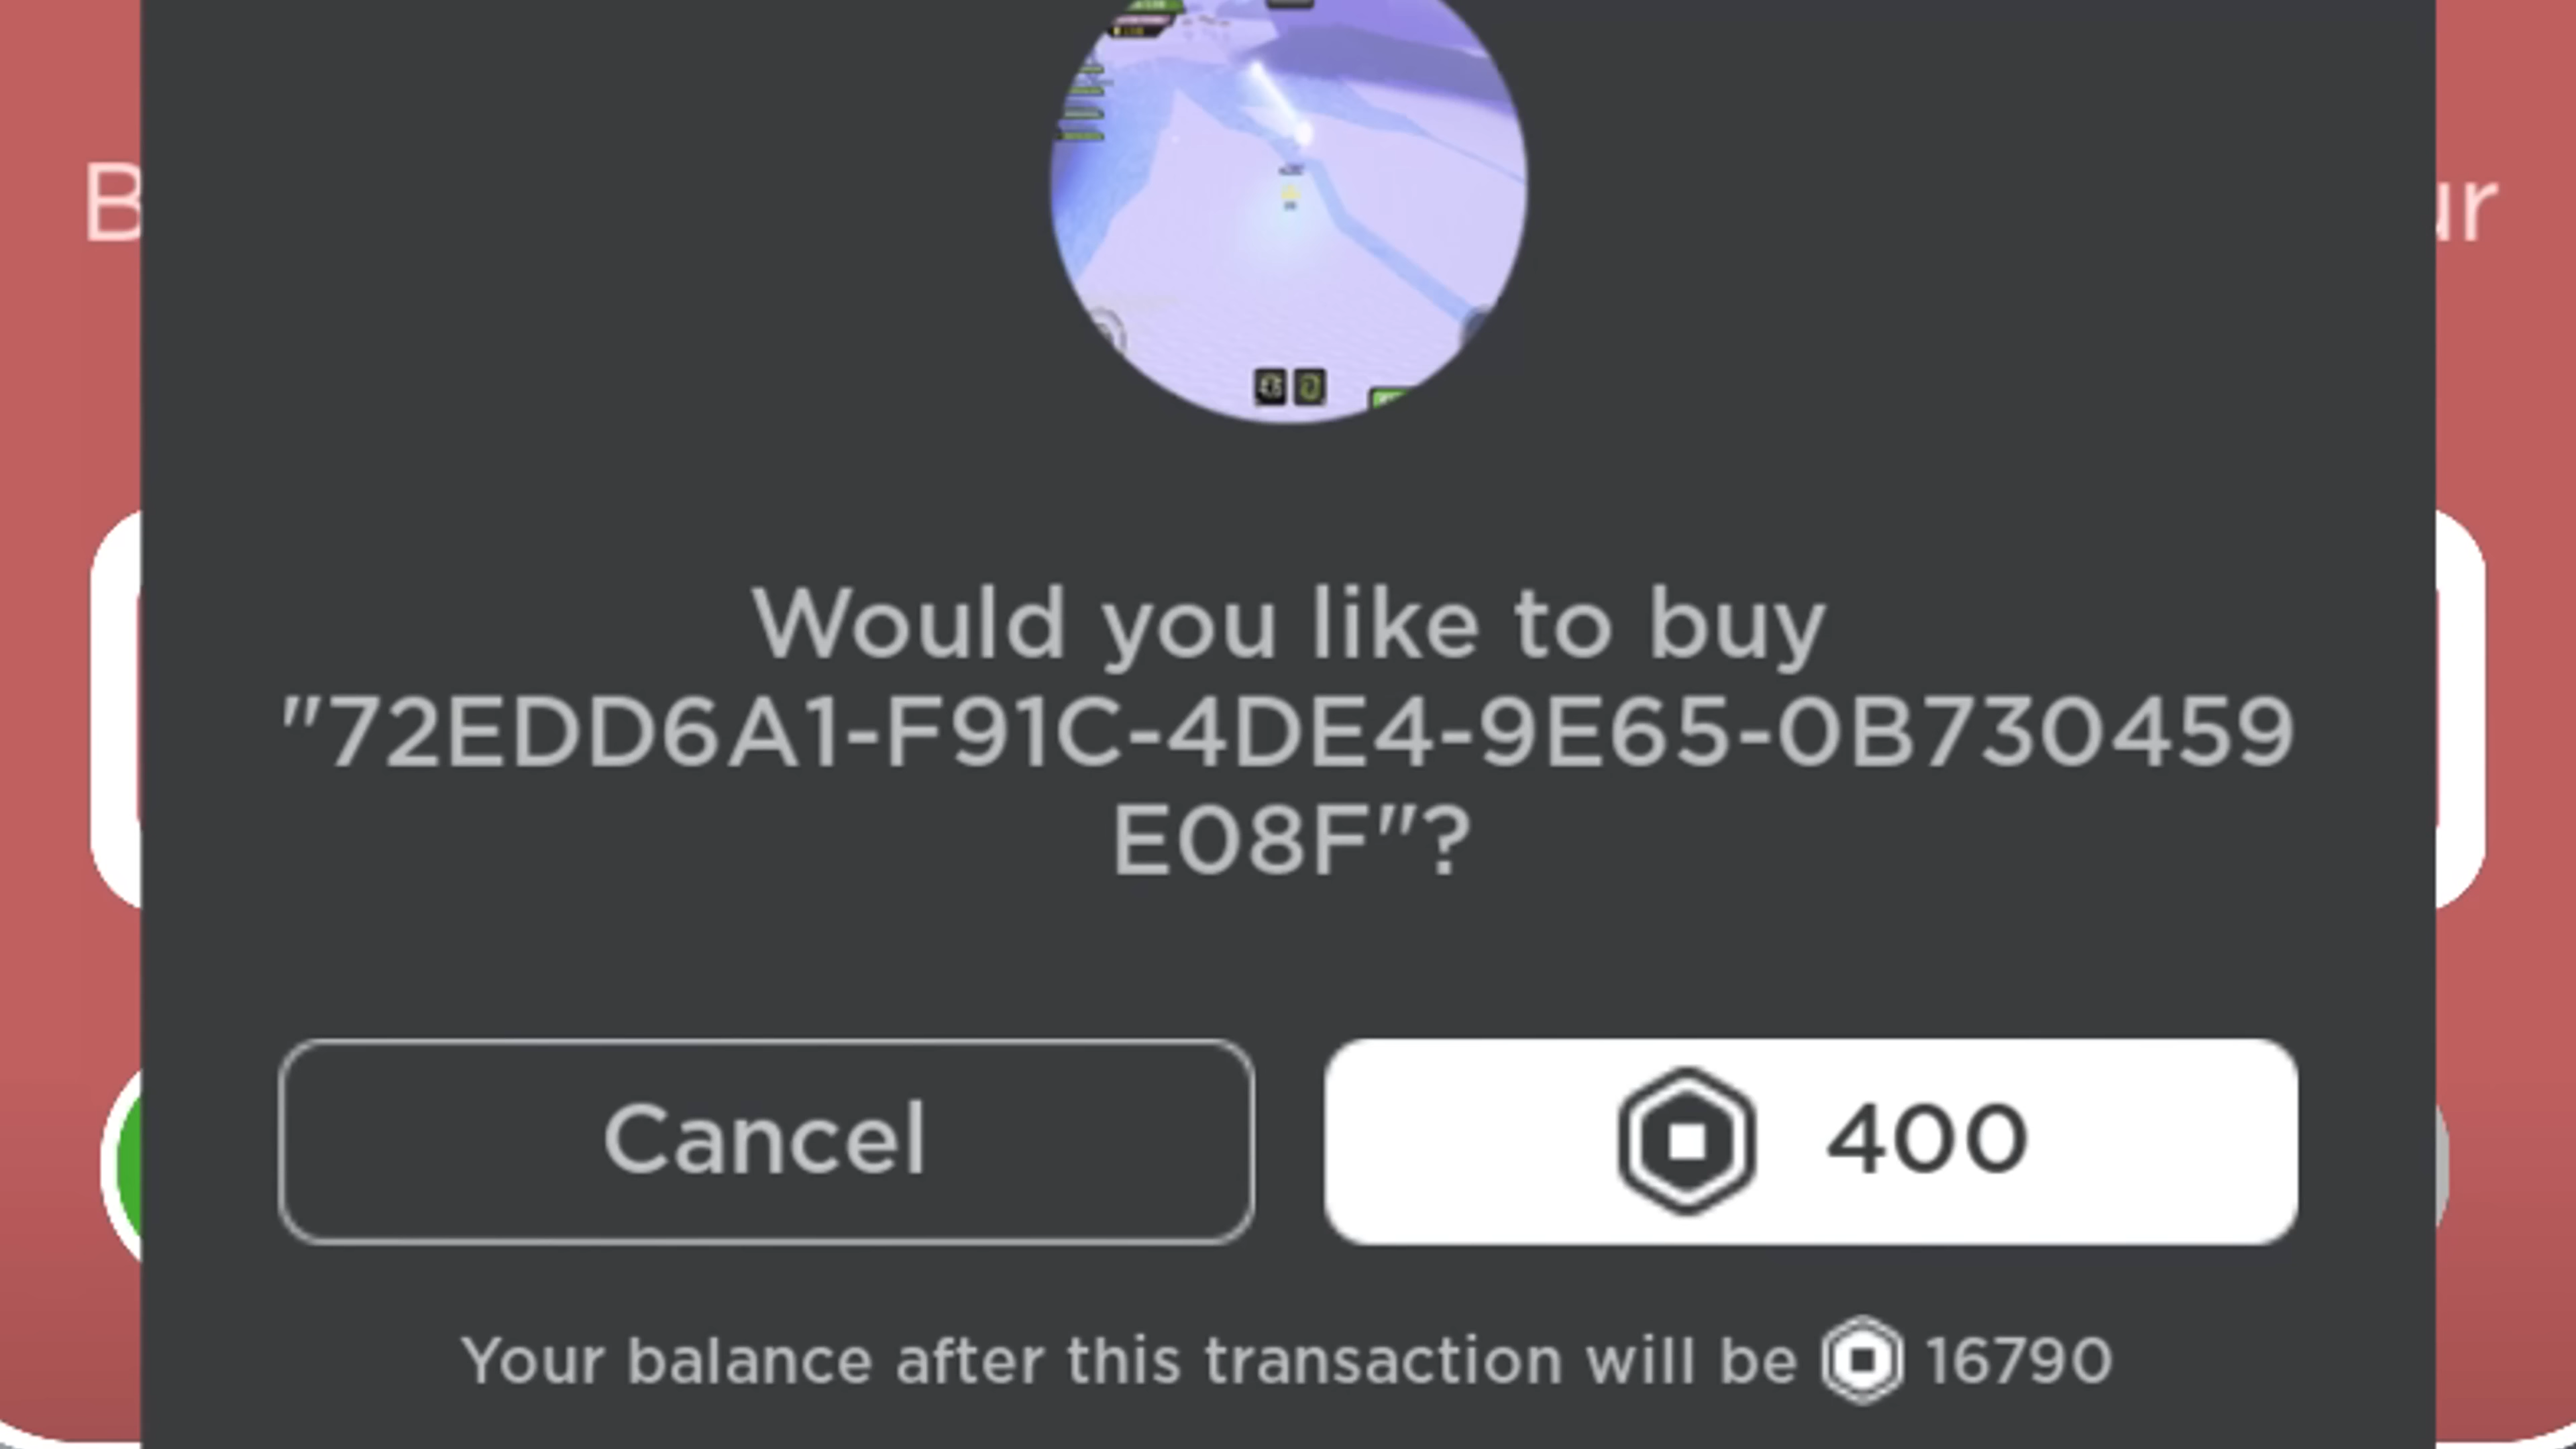 B
ur
Would you like to buy
"72EDD6A1-F91C-4DE4-9E65-0B730459
E08F"?
Cancel
400
Your balance after this transaction will be 16790